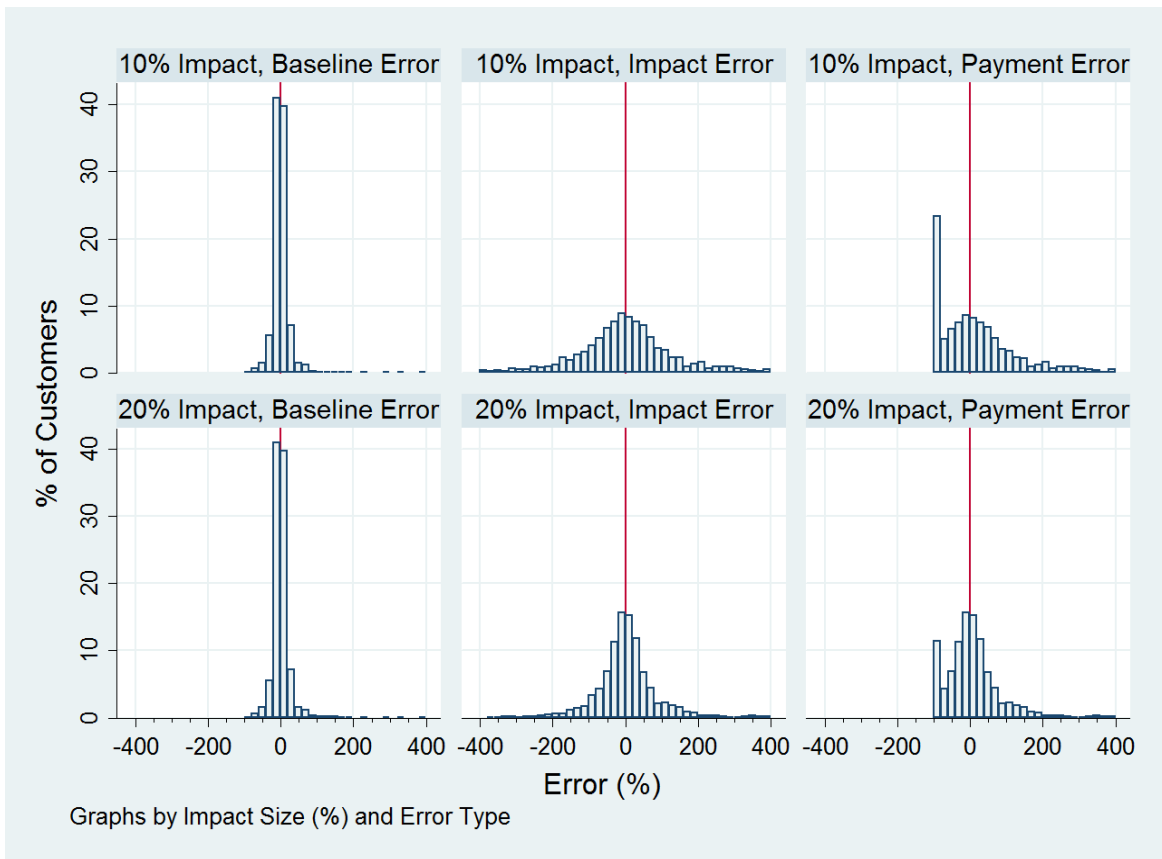 10% Impact, Baseline Error 10% Impact, Impact Error 10% Impact, Payment Error
40
30
20
10
0
20% Impact, Baseline Error 20% Impact, Impact Error 20% Impact, Payment Error
40
30
20
10
0
% of Customers
-400 -200 0 200 400 -400 -200 0 200 400 -400 -200 0 200 400
Error (%)
Graphs by Impact Size (%) and Error Type